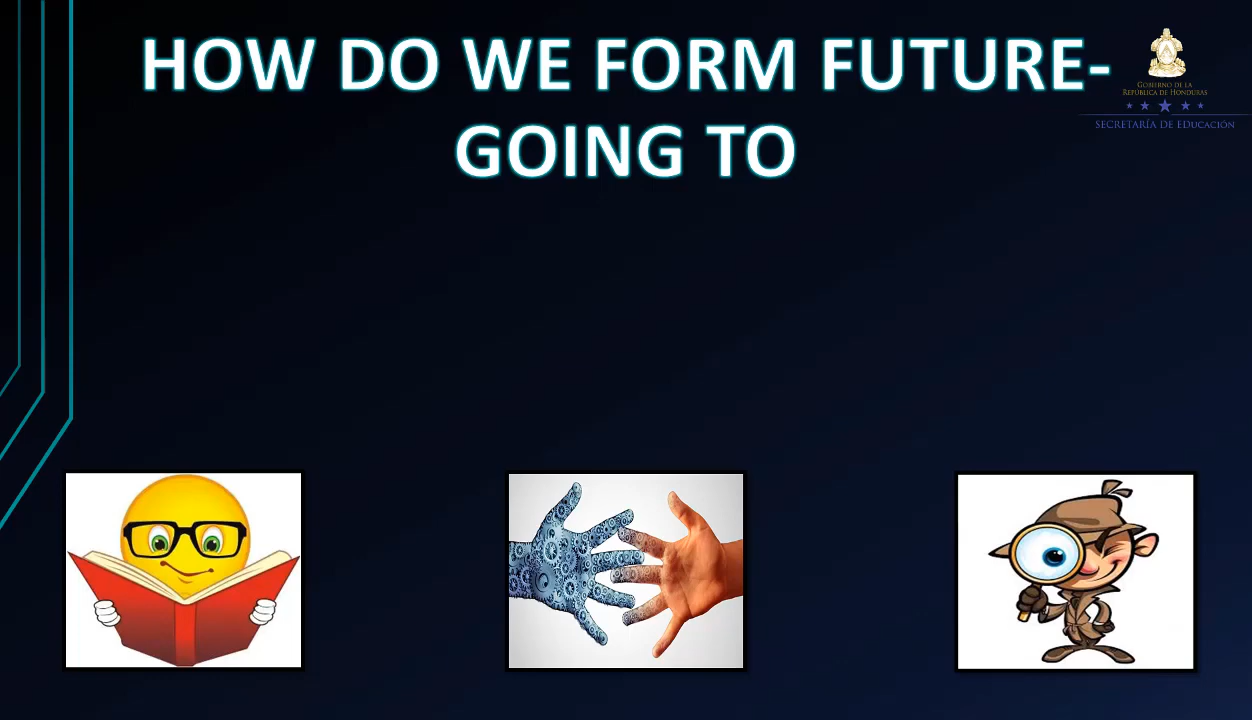 HOW DO WE FORM FUTURE-
GOING TO
GOBIERNO DE LA
REPÚBLICA DE HONDURAS
SECRETARÍA DE EDUCACIÓN